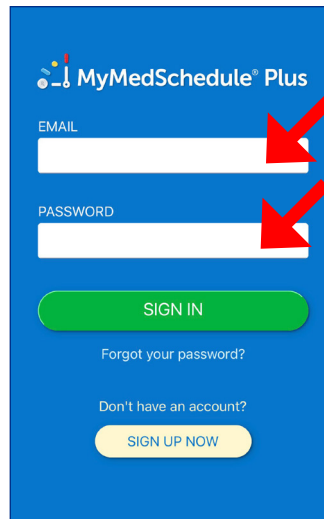 MyMedSchedule® Plus
EMAIL
PASSWORD
SIGN IN
Forgot your password?
Don't have an account?
SIGN UP NOW